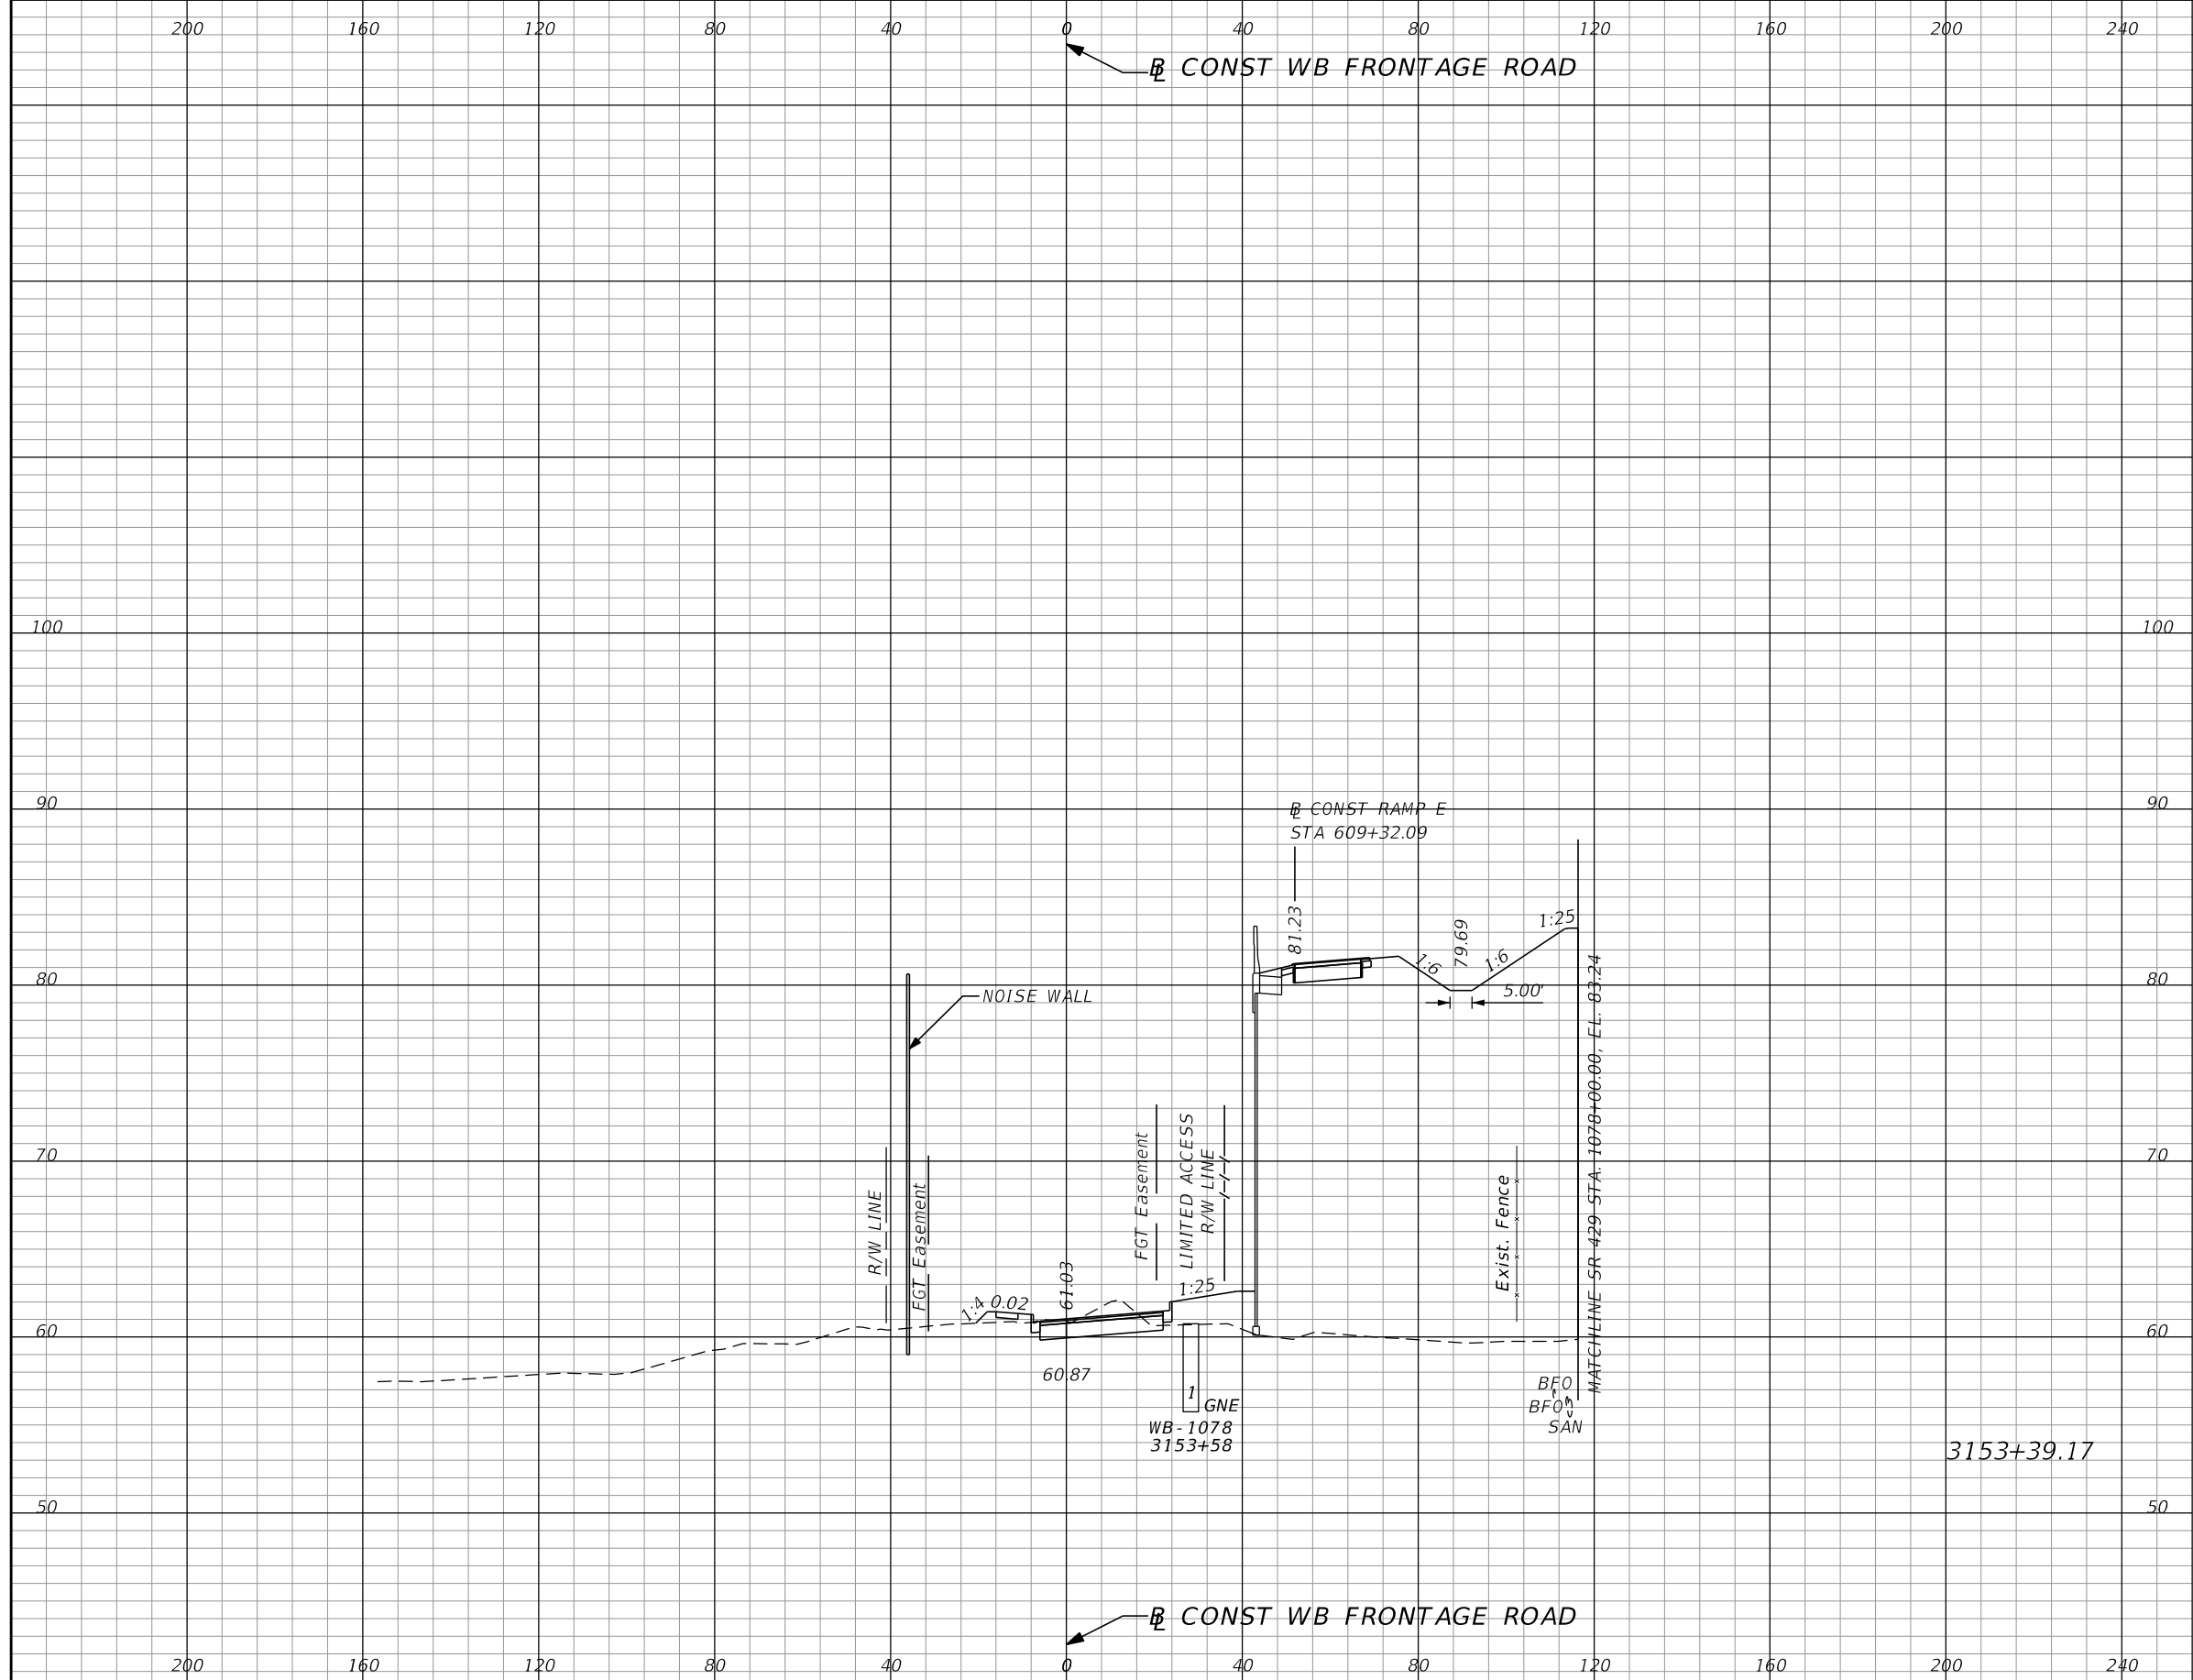 200 160 120 80 40 0 40 80 120 160 200 240
℄ CONST WB FRONTAGE ROAD
100 100
90 90
℄ CONST RAMP E
STA 609+32.09
81.23
79.69
1:25
1:6
1:6
80 80
5.00'
NOISE WALL
MATCHLINE SR 429 STA. 1078+00.00, EL. 83.24
70 70
R/W LINE
FGT Easement
FGT Easement
LIMITED ACCESS
R/W LINE
Exist. Fence
1:4
0.02
61.03
1:25
60 60
60.87
1
GNE
WB-1078
3153+58
BFO
BFO
SAN
3153+39.17
50 50
℄ CONST WB FRONTAGE ROAD
200 160 120 80 40 0 40 80 120 160 200 240